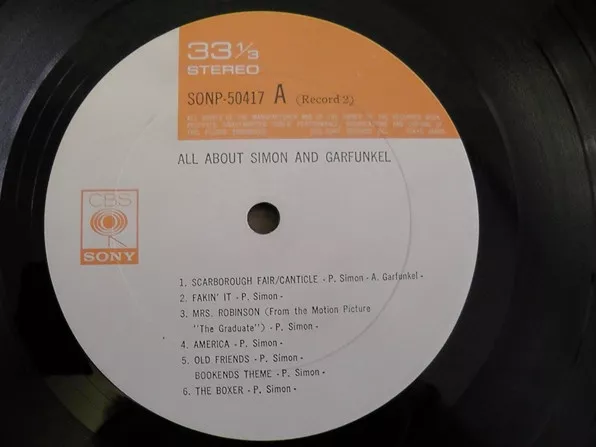 33 1/3
STEREO
SONP-50417 A (Record 2)
ALL ABOUT SIMON AND GARFUNKEL
CBS
SONY
1. SCARBOROUGH FAIR/CANTICLE - P. Simon - A. Garfunkel -
2. FAKIN' IT - P. Simon -
3. MRS. ROBINSON (From the Motion Picture
"The Graduate") - P. Simon -
4. AMERICA - P. Simon -
5. OLD FRIENDS - P. Simon -
BOOKENDS THEME - P. Simon -
6. THE BOXER - P. Simon -